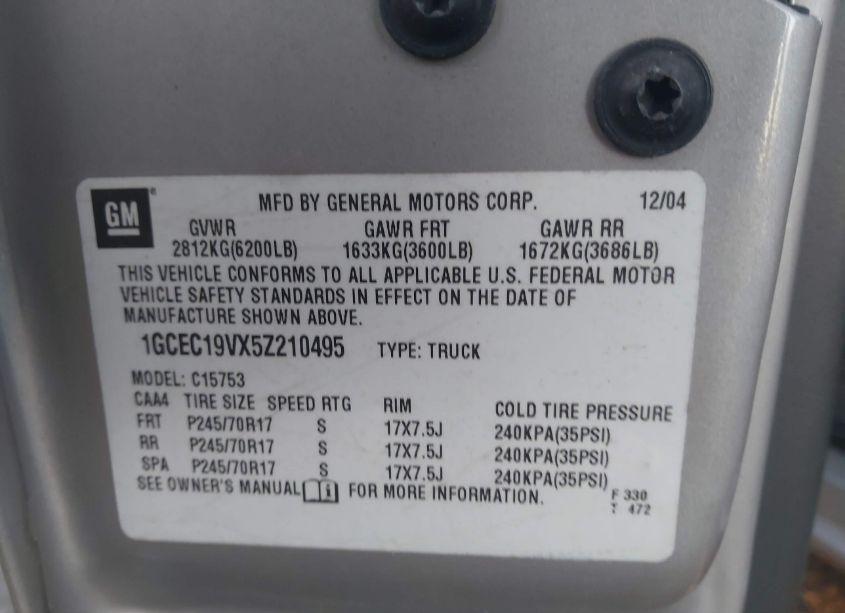 GM
MFD BY GENERAL MOTORS CORP. 12/04
GVWR GAWR FRT GAWR RR
2812KG(6200LB) 1633KG(3600LB) 1672KG(3686LB)
THIS VEHICLE CONFORMS TO ALL APPLICABLE U.S. FEDERAL MOTOR
VEHICLE SAFETY STANDARDS IN EFFECT ON THE DATE OF
MANUFACTURE SHOWN ABOVE.
1GCEC19VX5Z210495 TYPE: TRUCK
MODEL: C15753
CAA4 TIRE SIZE SPEED RTG RIM COLD TIRE PRESSURE
FRT P245/70R17 S 17X7.5J 240KPA(35PSI)
RR P245/70R17 S 17X7.5J 240KPA(35PSI)
SPA P245/70R17 S 17X7.5J 240KPA(35PSI)
SEE OWNER'S MANUAL FOR MORE INFORMATION.
F 330
T 472